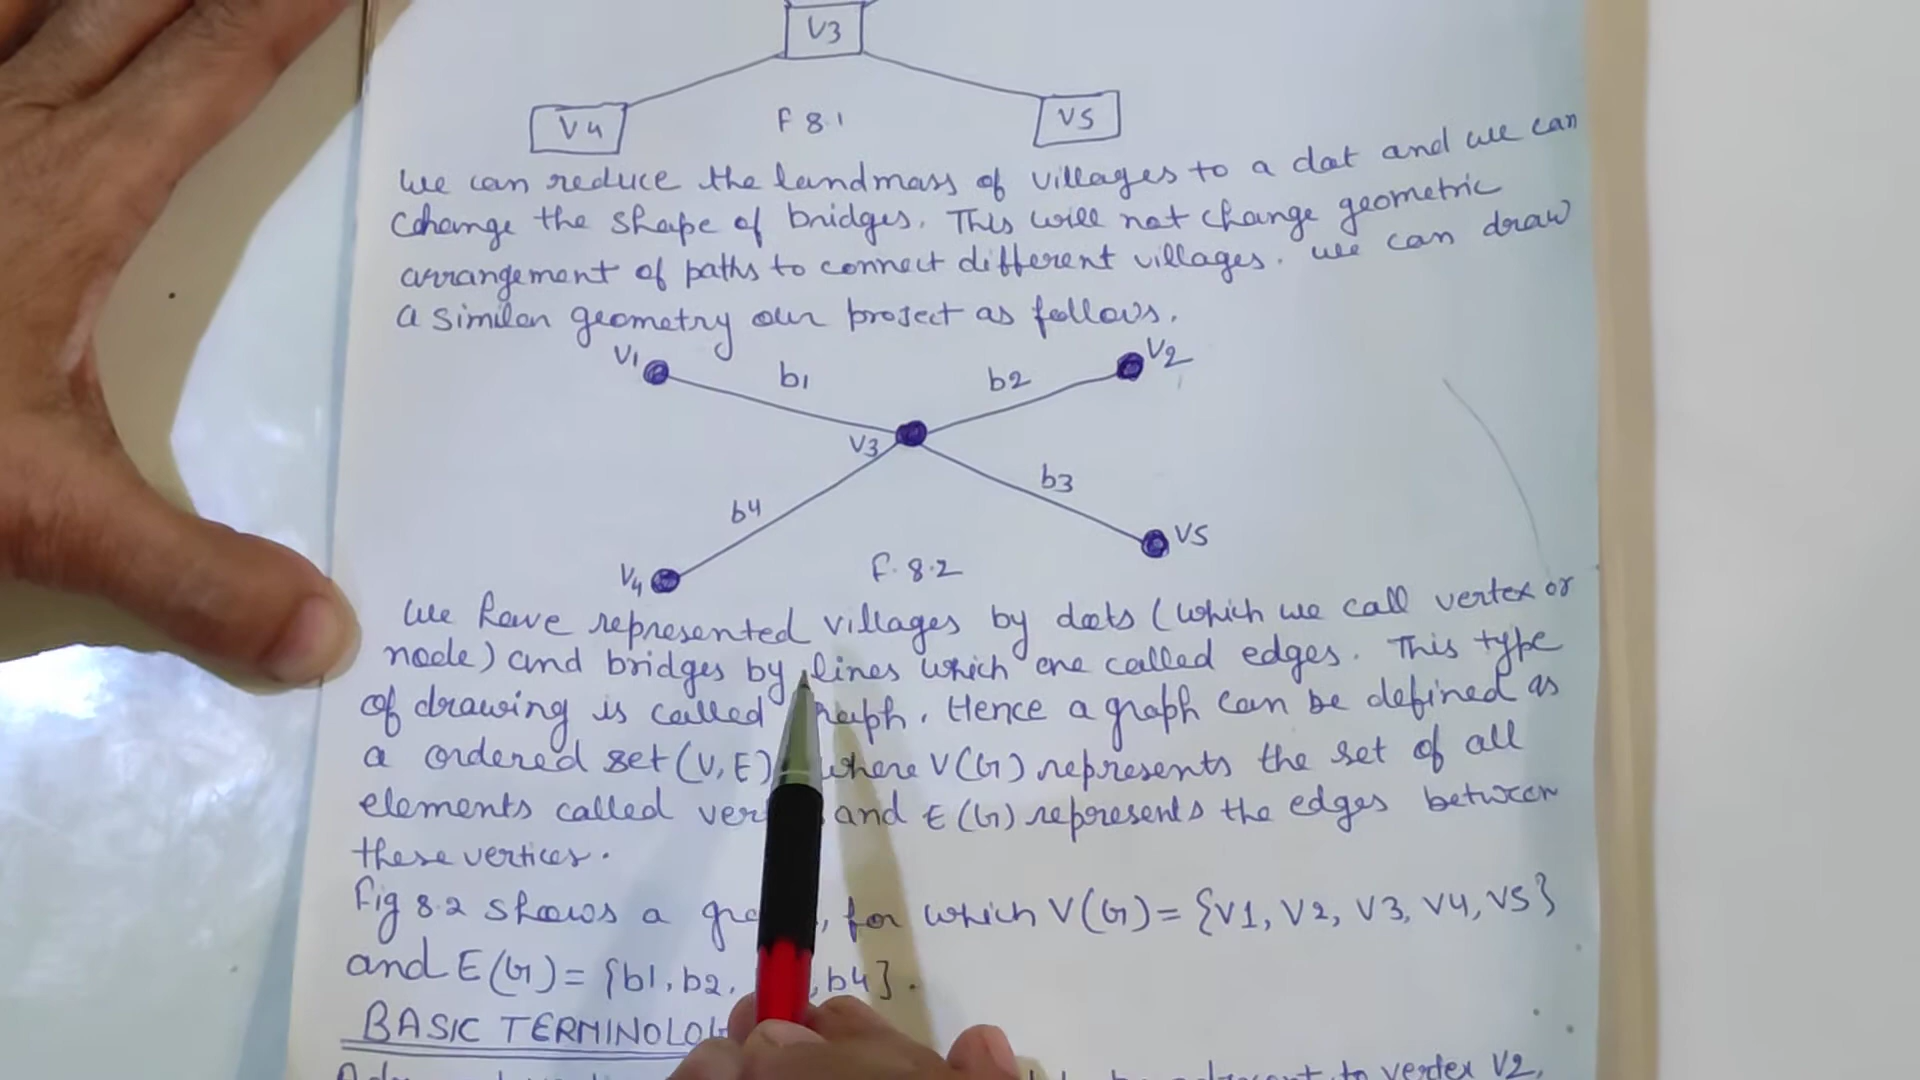 V3
V4
F 8.1
V5
We can reduce the landmass of villages to a dot and we can
change the shape of bridges. This will not change geometric
arrangement of paths to connect different villages. we can draw
a similar geometry our project as follows.
V1
b1
b2
V2
V3
b4
b3
V4
F. 8.2
V5
We have represented villages by dots (which we call vertex or
node) and bridges by lines which are called edges. This type
of drawing is called graph. Hence a graph can be defined as
a ordered set (V, E) where V(G) represents the set of all
elements called and E(G) represents the edges between
these vertices.
Fig 8.2 shows a , for which V(G) = {V1, V2, V3, V4, V5}
and E(G) = {b1, b2, , b4}.
BASIC
to vertex V2,